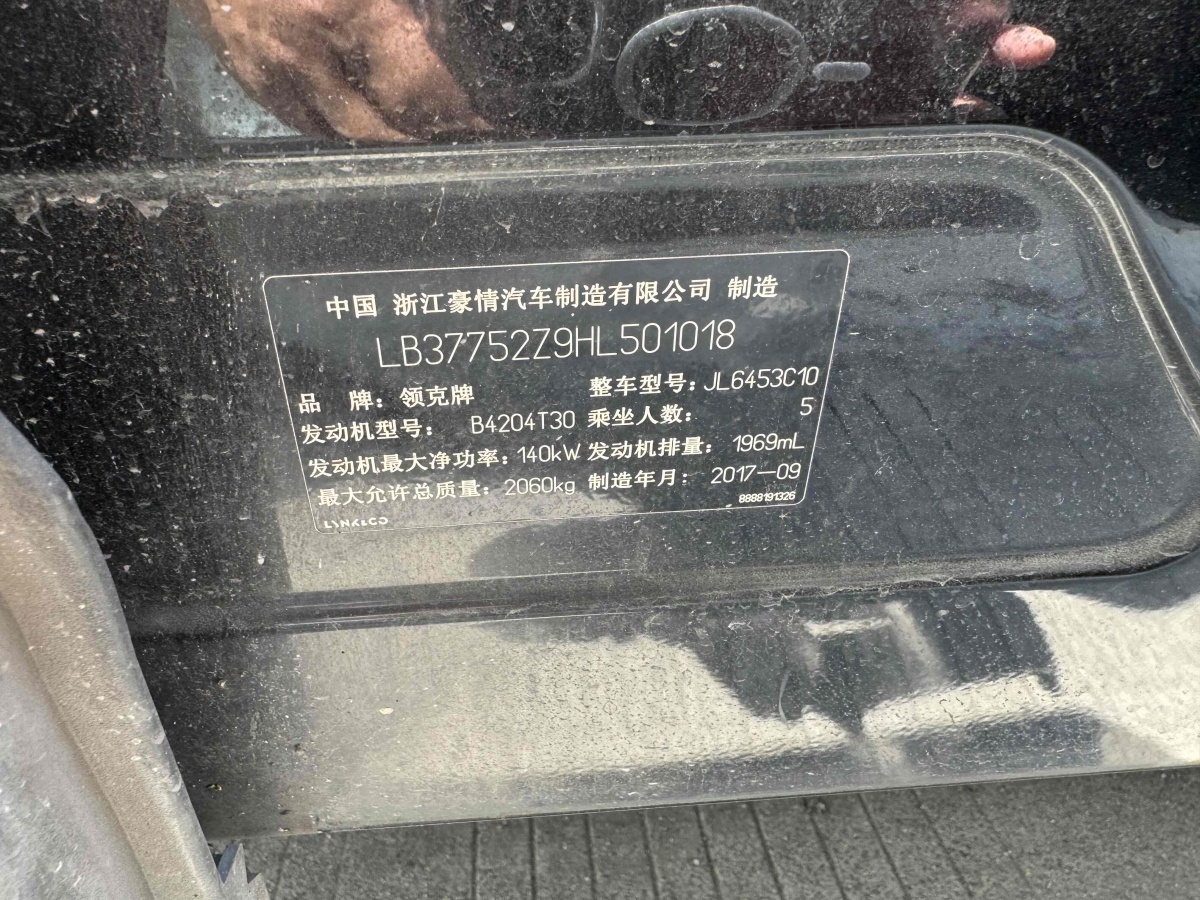 中国 浙江豪情汽车制造有限公司 制造
LB37752Z9HL501018
品 牌：领克牌 整车型号：JL6453C10
发动机型号： B4204T30 乘坐人数： 5
发动机最大净功率：140kW 发动机排量： 1969mL
最大允许总质量：2060kg 制造年月： 2017-09
8888191326
LYNK&CO